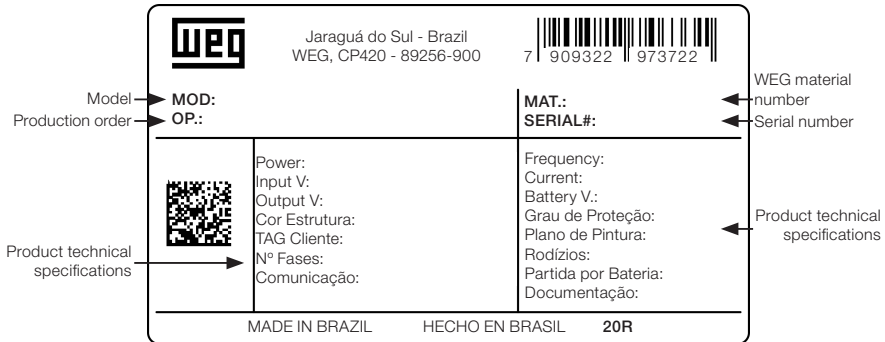 weg
Jaraguá do Sul - Brazil
WEG, CP420 - 89256-900
7 909322 973722
Model
MOD:
Production order
OP.:
MAT.:
WEG material
number
SERIAL#:
Serial number
Product technical
specifications
Power:
Input V:
Output V:
Cor Estrutura:
TAG Cliente:
Nº Fases:
Comunicação:
Frequency:
Current:
Battery V.:
Grau de Proteção:
Plano de Pintura:
Rodízios:
Partida por Bateria:
Documentação:
Product technical
specifications
MADE IN BRAZIL HECHO EN BRASIL 20R